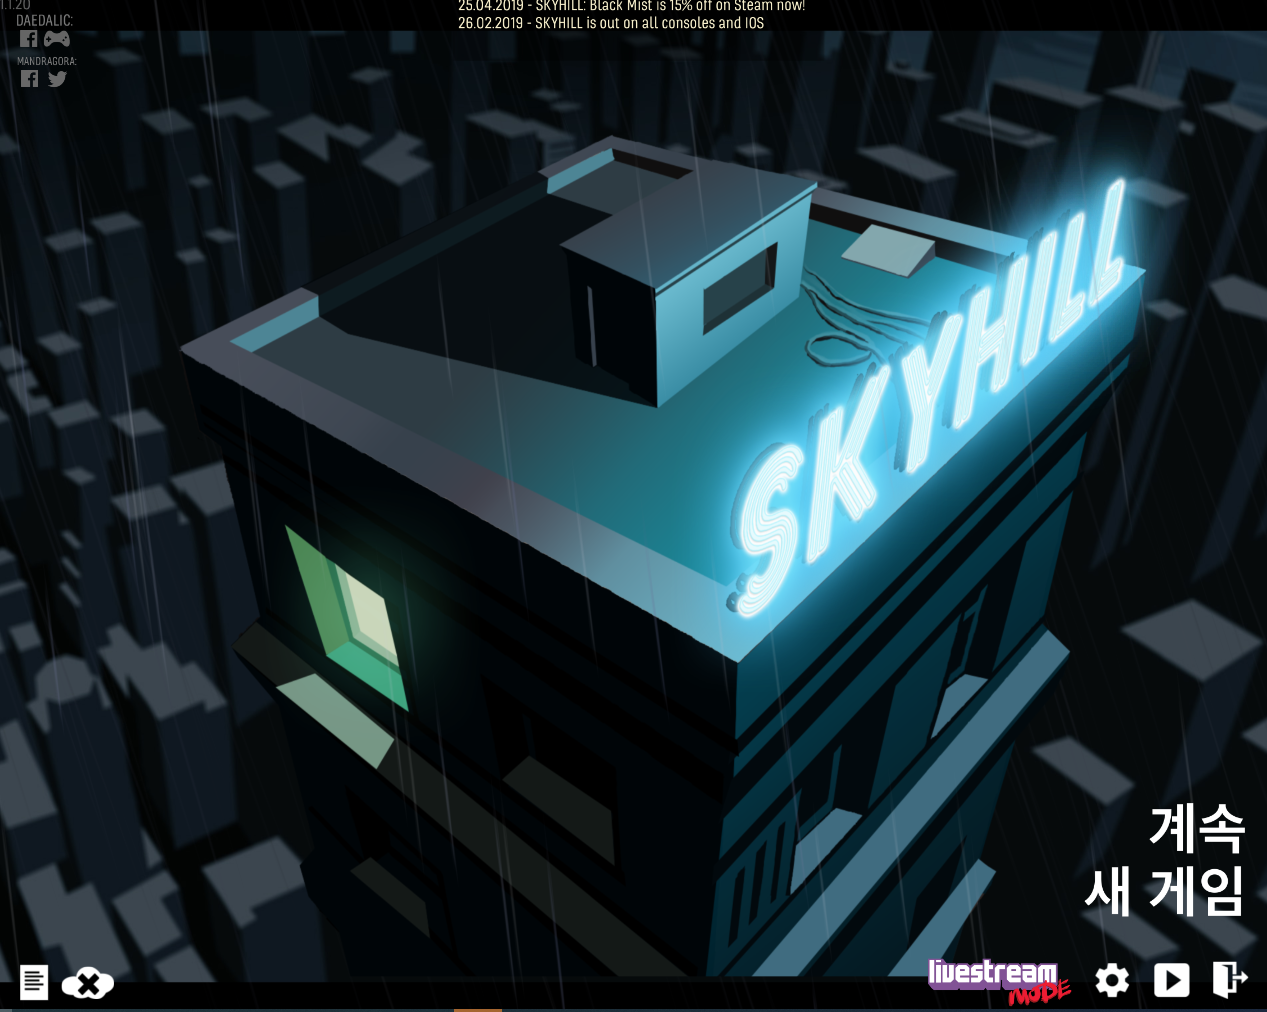 1.1.20
25.04.2019 - SKYHILL: Black Mist is 15% off on Steam now!
26.02.2019 - SKYHILL is out on all consoles and IOS
DAEDALIC:
MANDRAGORA:
SKYHILL
계속
새 게임
livestream
MODE